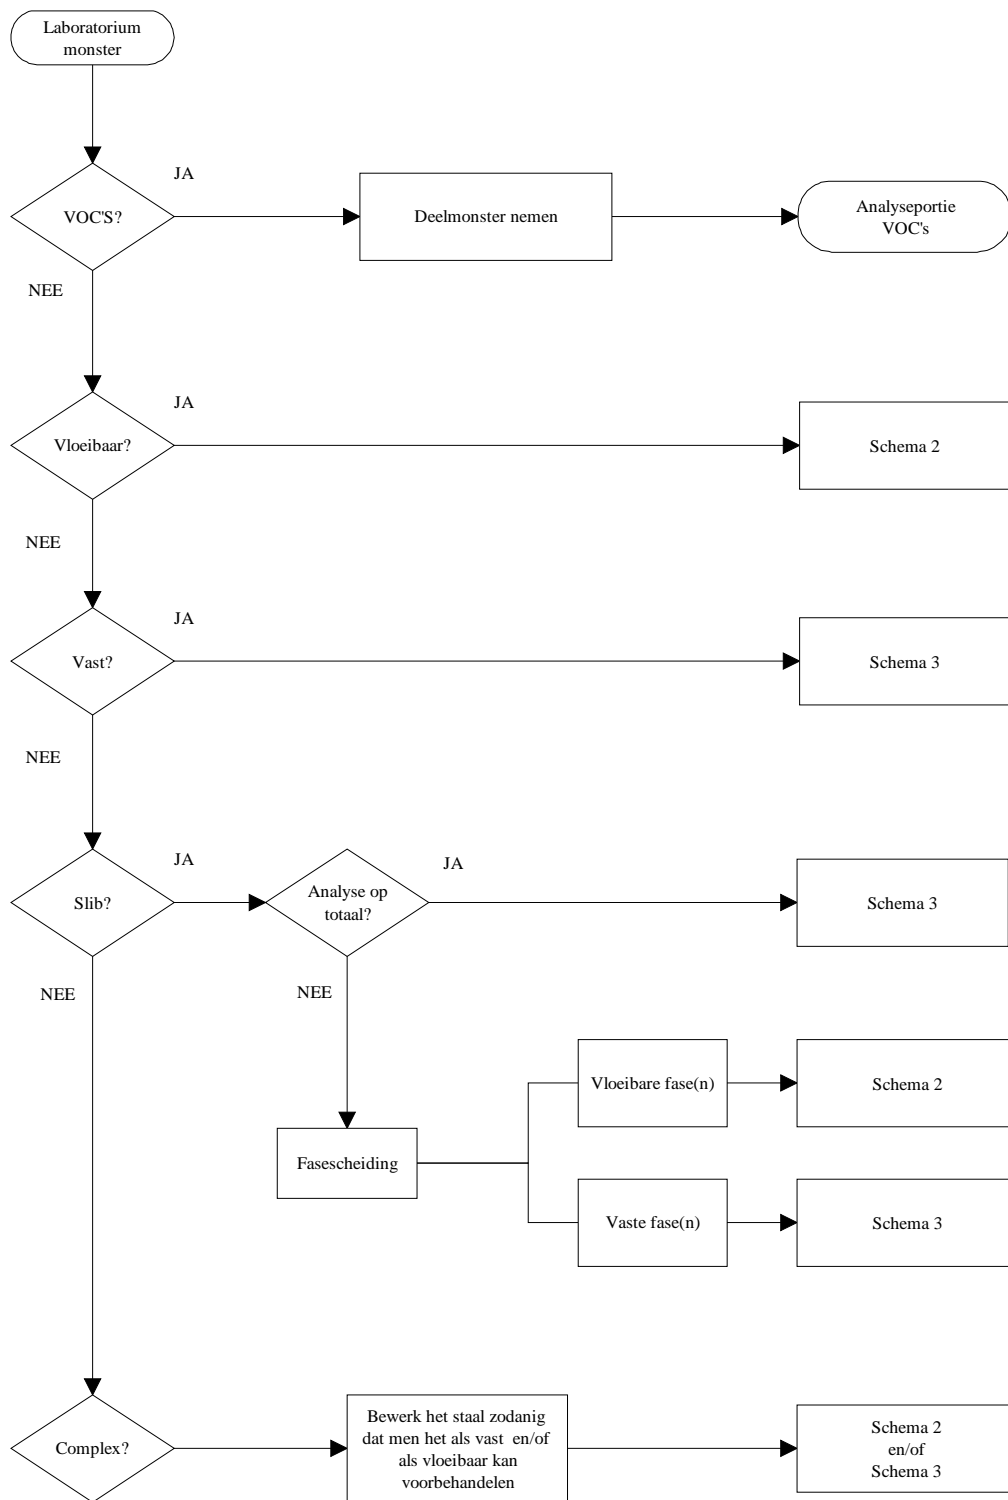 Laboratorium
monster
JA
VOC'S?
Deelmonster nemen
Analyseportie
VOC's
NEE
JA
Vloeibaar?
Schema 2
NEE
JA
Vast?
Schema 3
NEE
JA
Slib?
Analyse op
totaal?
JA
Schema 3
NEE
NEE
Vloeibare fase(n)
Schema 2
Fasescheiding
Vaste fase(n)
Schema 3
Complex?
Bewerk het staal zodanig
dat men het als vast en/of
als vloeibaar kan
voorbehandelen
Schema 2
en/of
Schema 3